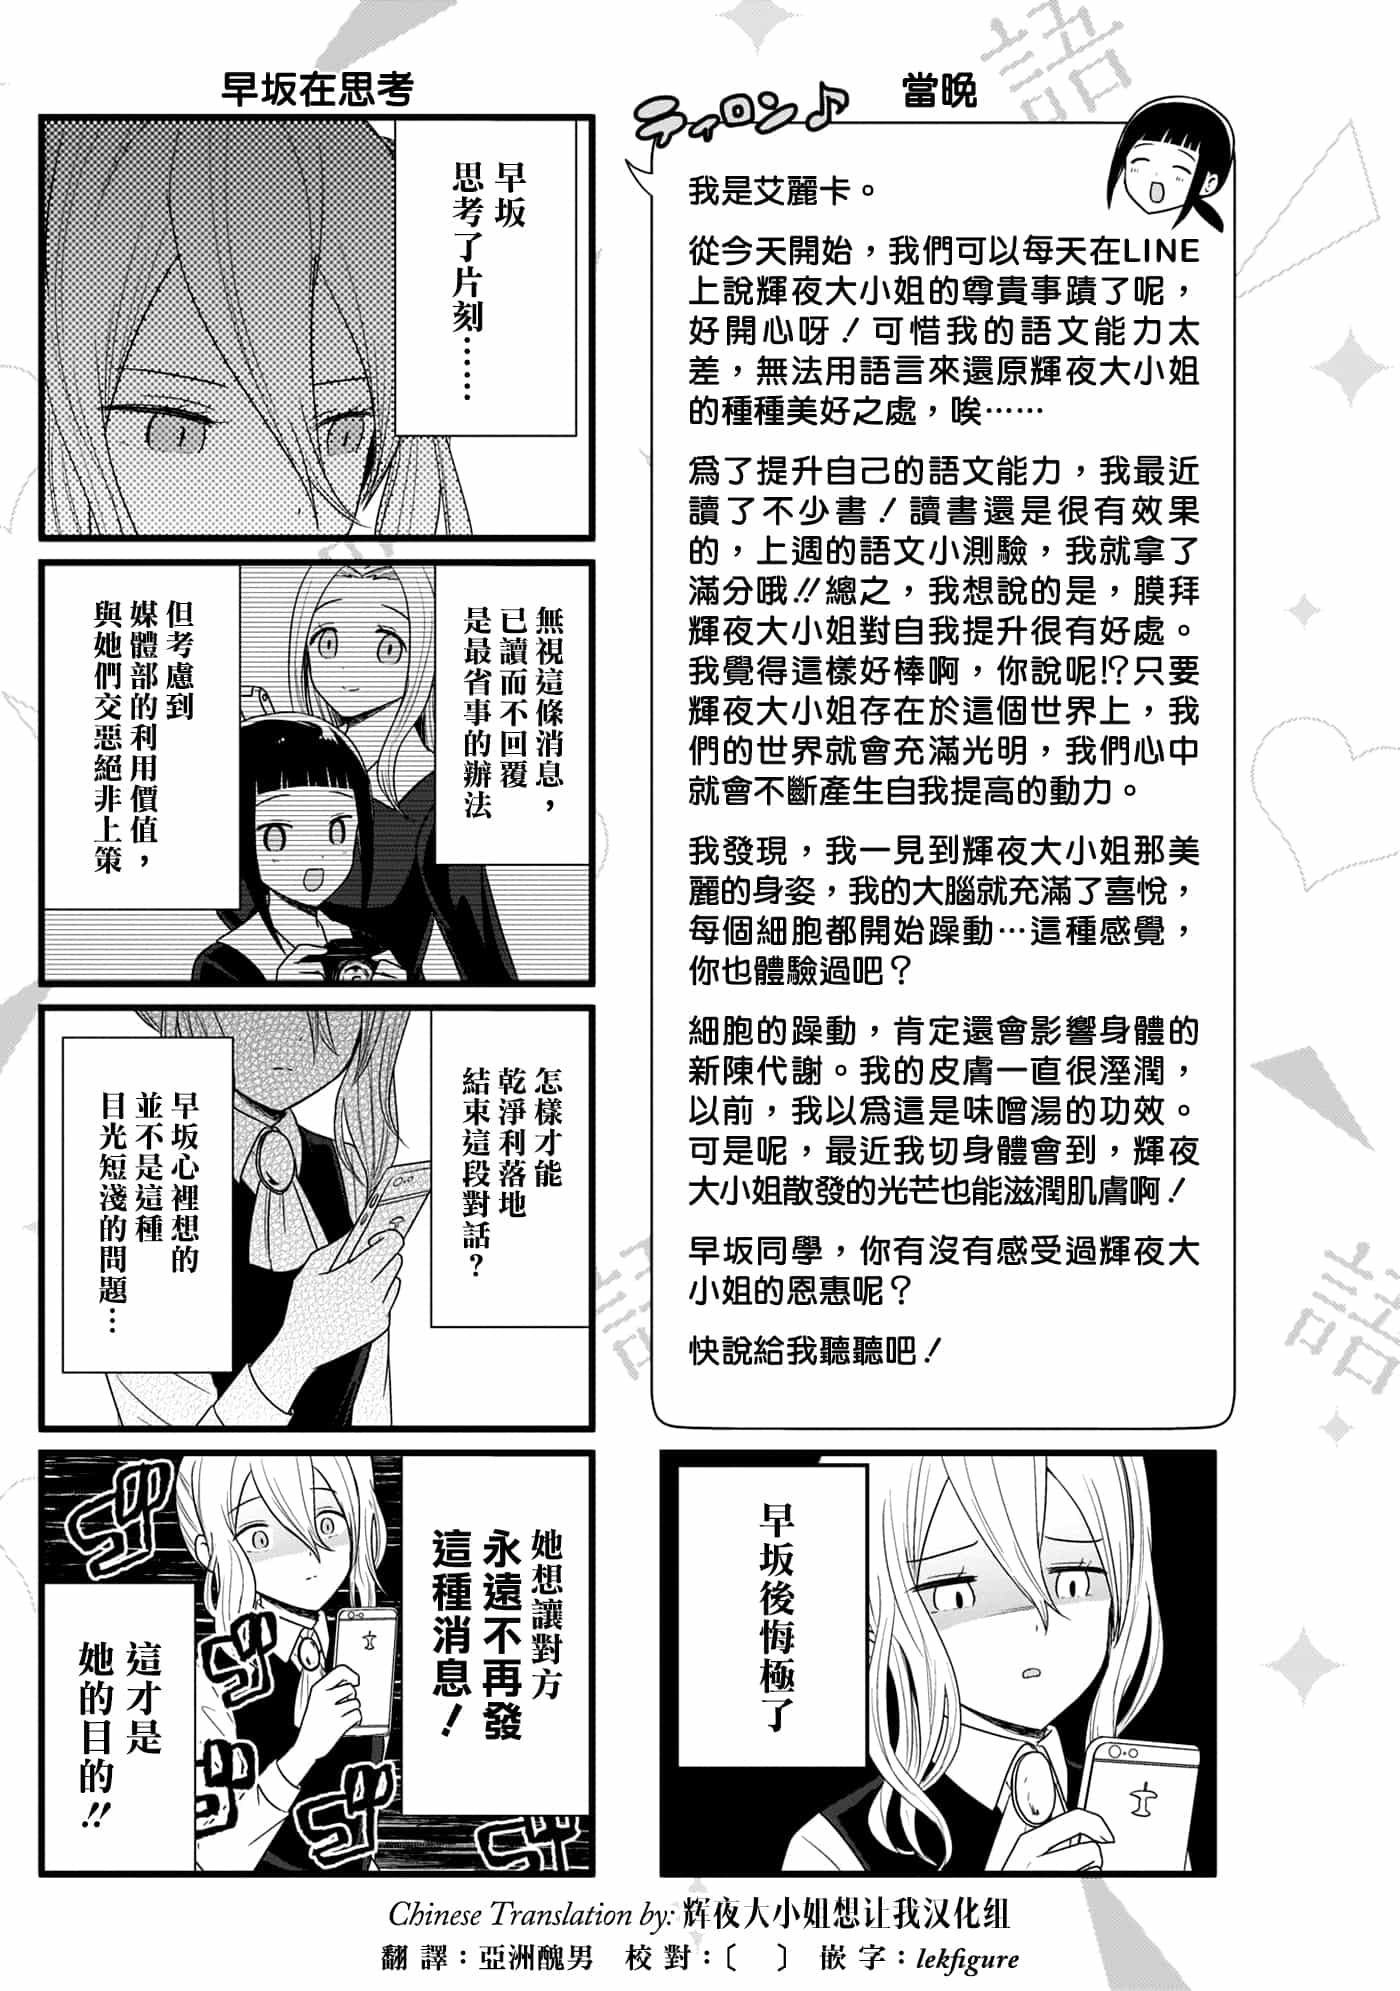 當晚
ティロン♪
我是艾麗卡。
從今天開始，我們可以每天在LINE
上說輝夜大小姐的尊貴事蹟了呢，
好開心呀！可惜我的語文能力太
差，無法用語言來還原輝夜大小姐
的種種美好之處，唉……
爲了提升自己的語文能力，我最近
讀了不少書！讀書還是很有效果
的，上週的語文小測驗，我就拿了
滿分哦!!總之，我想說的是，膜拜
輝夜大小姐對自我提升很有好處。
我覺得這樣好棒啊，你說呢!?只要
輝夜大小姐存在於這個世界上，我
們的世界就會充滿光明，我們心中
就會不斷產生自我提高的動力。
我發現，我一見到輝夜大小姐那美
麗的身姿，我的大腦就充滿了喜悅，
每個細胞都開始躁動…這種感覺，
你也體驗過吧？
細胞的躁動，肯定還會影響身體的
新陳代謝。我的皮膚一直很溼潤，
以前，我以爲這是味噌湯的功效。
可是呢，最近我切身體會到，輝夜
大小姐散發的光芒也能滋潤肌膚啊！
早坂同學，你有沒有感受過輝夜大
小姐的恩惠呢？
快說給我聽聽吧！
早坂後悔極了
早坂在思考
早坂
思考了片刻……
無視這條消息，
已讀而不回覆
是最省事的辦法
但考慮到
媒體部的利用價值，
與她們交惡絕非上策
怎樣才能
乾淨利落地
結束這段對話？
早坂心裡想的
並不是這種
目光短淺的問題…
她想讓對方
永遠不再發
這種消息！
這才是
她的目的!!
Chinese Translation by: 辉夜大小姐想让我汉化组
翻譯：亞洲醜男 校對：〔 〕 嵌字：lekfigure
語
語
語